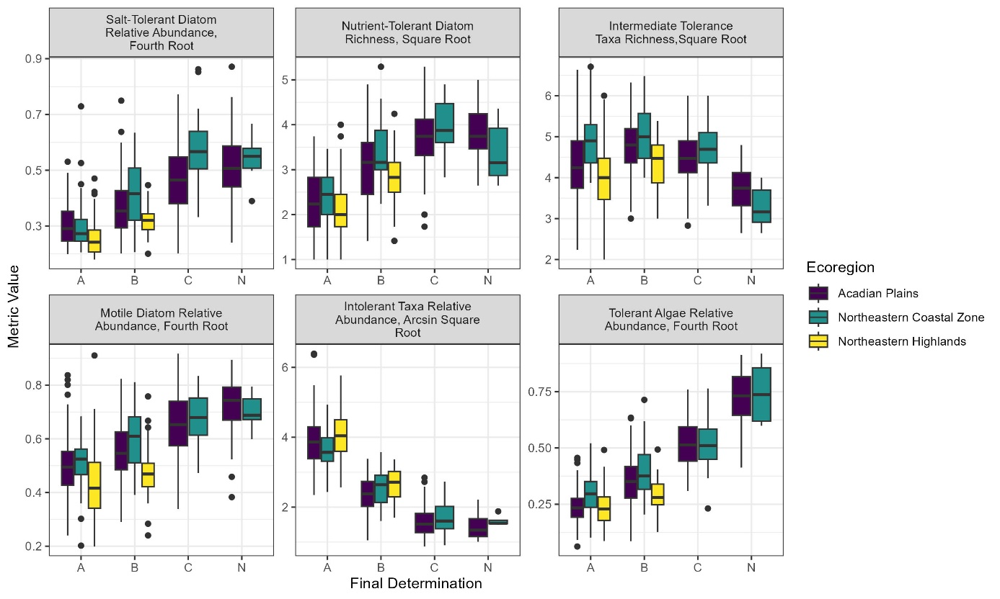 Salt-Tolerant Diatom
Relative Abundance,
Fourth Root
Nutrient-Tolerant Diatom
Richness, Square Root
Intermediate Tolerance
Taxa Richness,Square Root
0.9
0.7
0.5
0.3
A B C N
5
4
3
2
1
A B C N
6
5
4
3
2
A B C N
Metric Value
Motile Diatom Relative
Abundance, Fourth Root
Intolerant Taxa Relative
Abundance, Arcsin Square
Root
Tolerant Algae Relative
Abundance, Fourth Root
0.8
0.6
0.4
0.2
A B C N
6
4
2
A B C N
0.75
0.50
0.25
A B C N
Final Determination
Ecoregion
Acadian Plains
Northeastern Coastal Zone
Northeastern Highlands